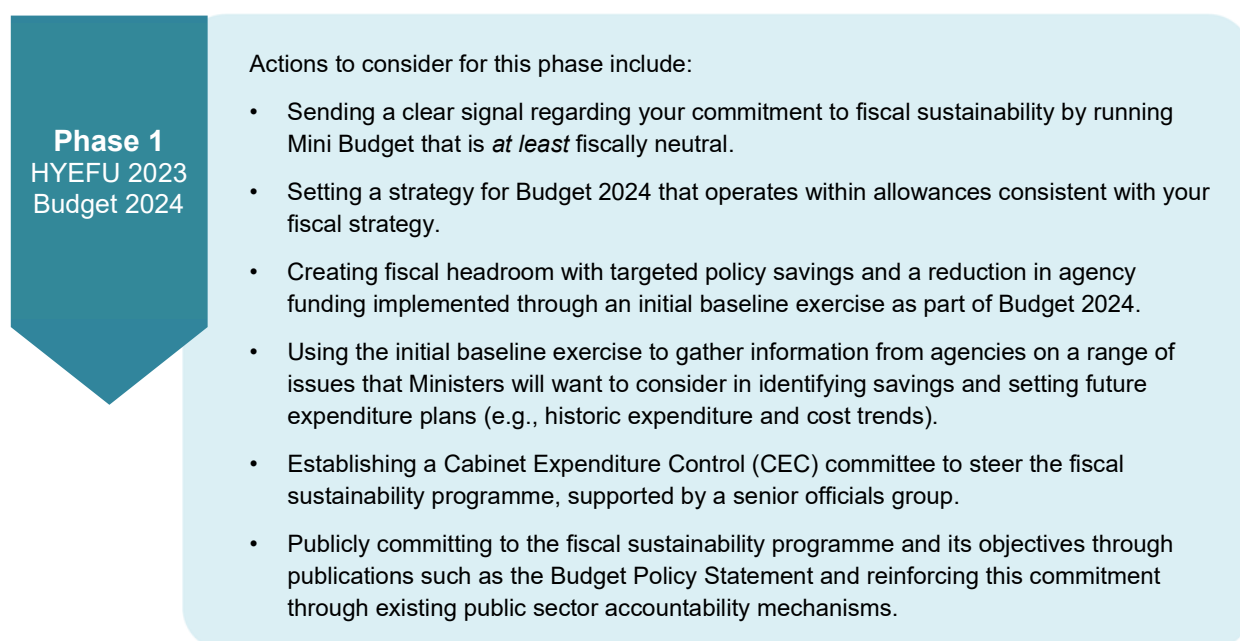 Phase 1
HYEFU 2023
Budget 2024
Actions to consider for this phase include:
• Sending a clear signal regarding your commitment to fiscal sustainability by running
Mini Budget that is at least fiscally neutral.
• Setting a strategy for Budget 2024 that operates within allowances consistent with your
fiscal strategy.
• Creating fiscal headroom with targeted policy savings and a reduction in agency
funding implemented through an initial baseline exercise as part of Budget 2024.
• Using the initial baseline exercise to gather information from agencies on a range of
issues that Ministers will want to consider in identifying savings and setting future
expenditure plans (e.g., historic expenditure and cost trends).
• Establishing a Cabinet Expenditure Control (CEC) committee to steer the fiscal
sustainability programme, supported by a senior officials group.
• Publicly committing to the fiscal sustainability programme and its objectives through
publications such as the Budget Policy Statement and reinforcing this commitment
through existing public sector accountability mechanisms.